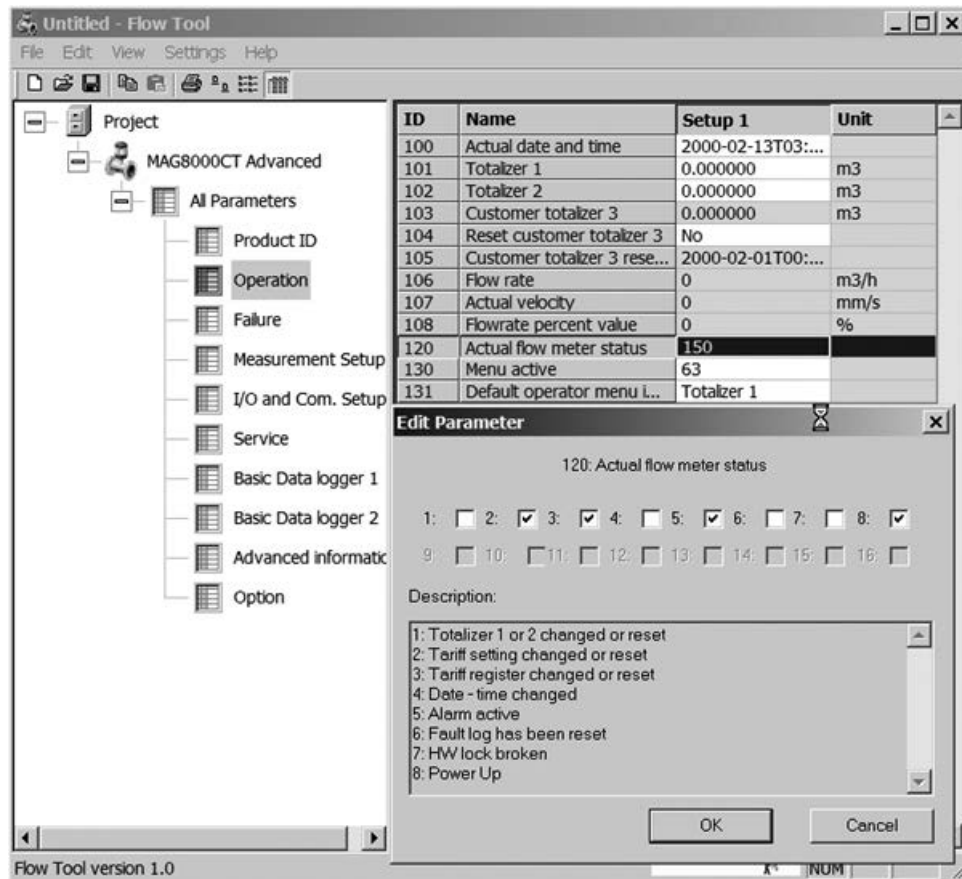 Untitled - Flow Tool
File Edit View Settings Help
Project
MAG8000CT Advanced
All Parameters
Product ID
Operation
Failure
Measurement Setup
I/O and Com. Setup
Service
Basic Data logger 1
Basic Data logger 2
Advanced informatic
Option
ID Name Setup 1 Unit
100 Actual date and time 2000-02-13T03:...
101 Totalizer 1 0.000000 m3
102 Totalizer 2 0.000000 m3
103 Customer totalizer 3 0.000000 m3
104 Reset customer totalizer 3 No
105 Customer totalizer 3 rese... 2000-02-01T00:...
106 Flow rate 0 m3/h
107 Actual velocity 0 mm/s
108 Flowrate percent value 0 %
120 Actual flow meter status 150
130 Menu active 63
131 Default operator menu i... Totalizer 1
Edit Parameter
120: Actual flow meter status
1: 2: 3: 4: 5: 6: 7: 8:
9: 10: 11: 12: 13: 14: 15: 16:
Description:
1: Totalizer 1 or 2 changed or reset
2: Tariff setting changed or reset
3: Tariff register changed or reset
4: Date - time changed
5: Alarm active
6: Fault log has been reset
7: HW lock broken
8: Power Up
OK Cancel
Flow Tool version 1.0 NUM